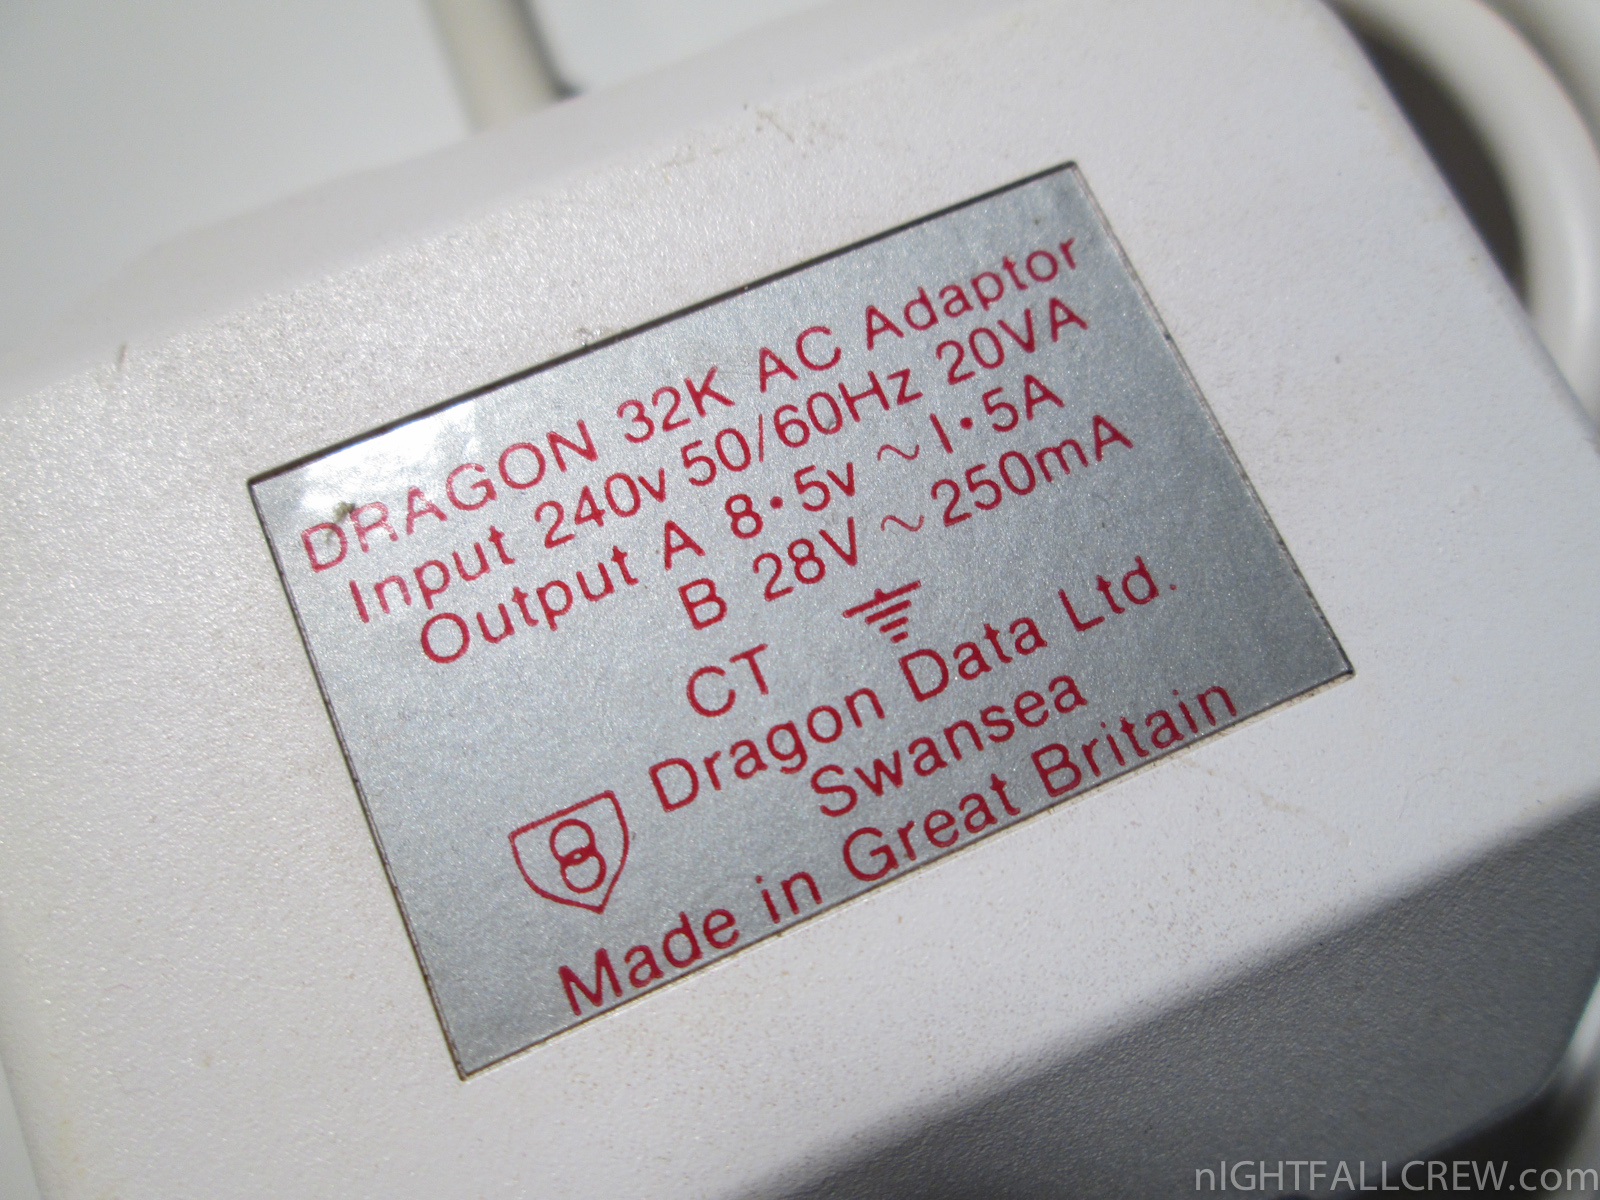 DRAGON 32K AC Adaptor
Input 240v 50/60Hz 20VA
Output A 8·5v ~ 1·5A
B 28V ~ 250mA
CT ⏚
Dragon Data Ltd.
Swansea
Made in Great Britain
nIGHTFALLCREW.com